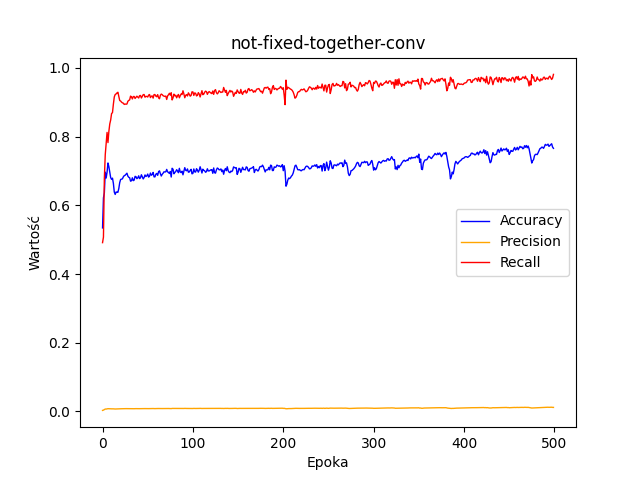 not-fixed-together-conv
1.0
0.8
0.6
0.4
0.2
0.0
Wartość
Accuracy
Precision
Recall
0 100 200 300 400 500
Epoka